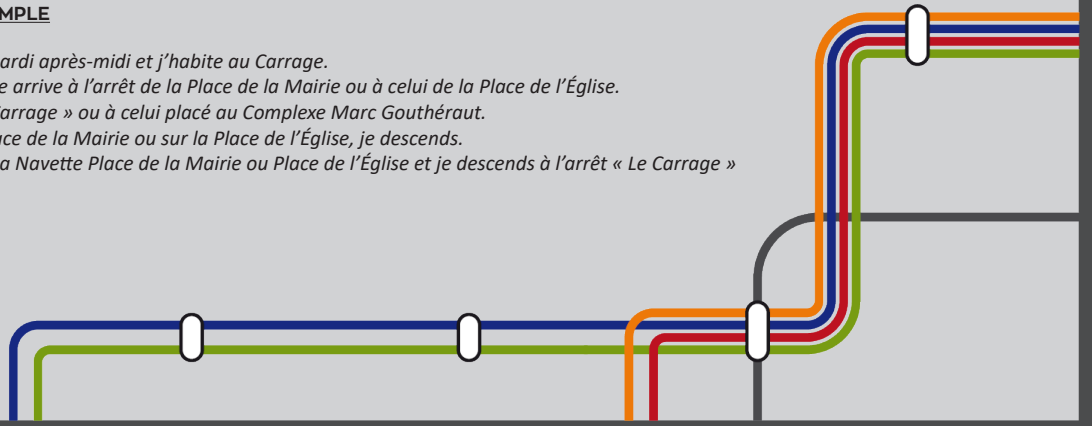 MPLE
ardi après-midi et j’habite au Carrage.
e arrive à l’arrêt de la Place de la Mairie ou à celui de la Place de l’Église.
arrage » ou à celui placé au Complexe Marc Gouthéraut.
ace de la Mairie ou sur la Place de l’Église, je descends.
a Navette Place de la Mairie ou Place de l’Église et je descends à l’arrêt « Le Carrage »